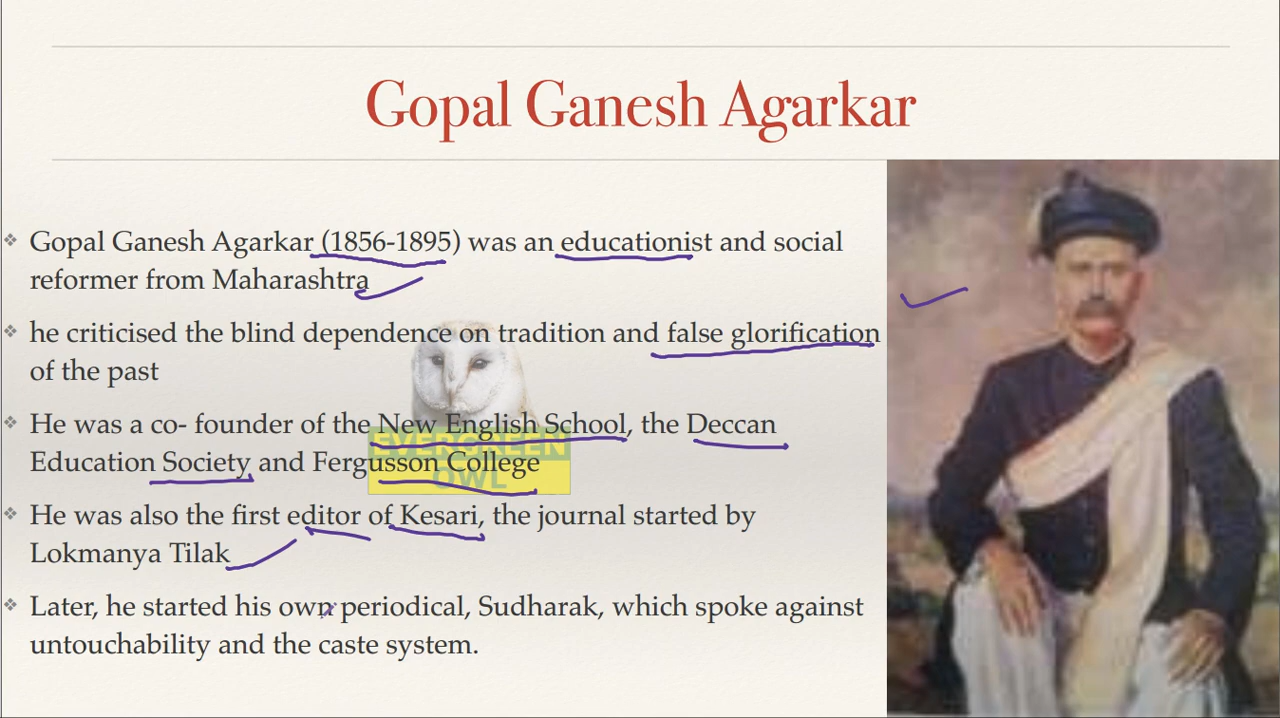 Gopal Ganesh Agarkar
Gopal Ganesh Agarkar (1856-1895) was an educationist and social
reformer from Maharashtra
he criticised the blind dependence on tradition and false glorification
of the past
He was a co- founder of the New English School, the Deccan
EVERGREEN
Education Society and Fergusson College
OWL
He was also the first editor of Kesari, the journal started by
Lokmanya Tilak
Later, he started his own periodical, Sudharak, which spoke against
untouchability and the caste system.